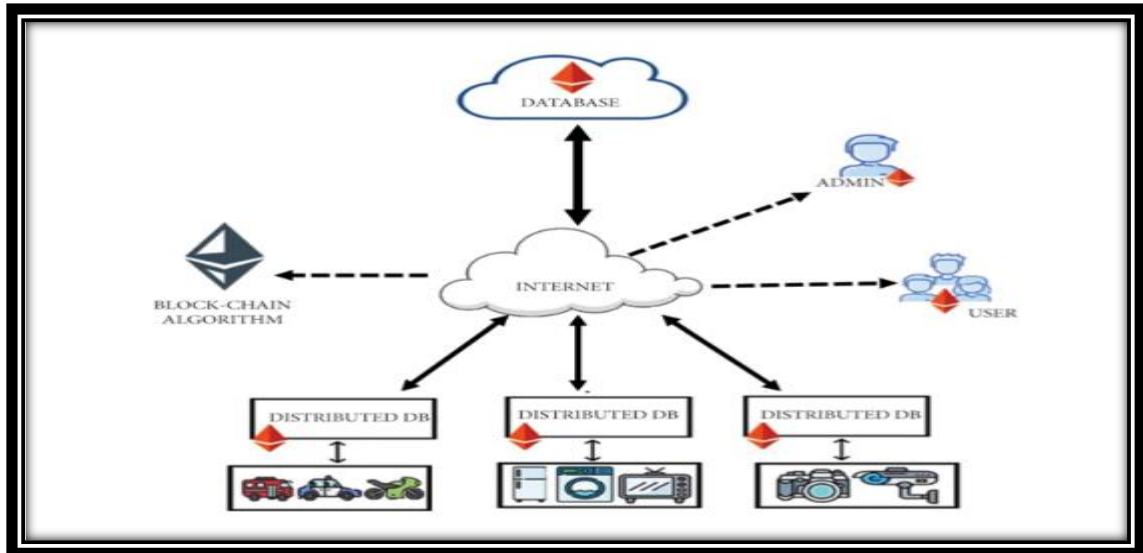 DATABASE
ADMIN
INTERNET
BLOCK-CHAIN
ALGORITHM
USER
DISTRIBUTED DB
DISTRIBUTED DB
DISTRIBUTED DB